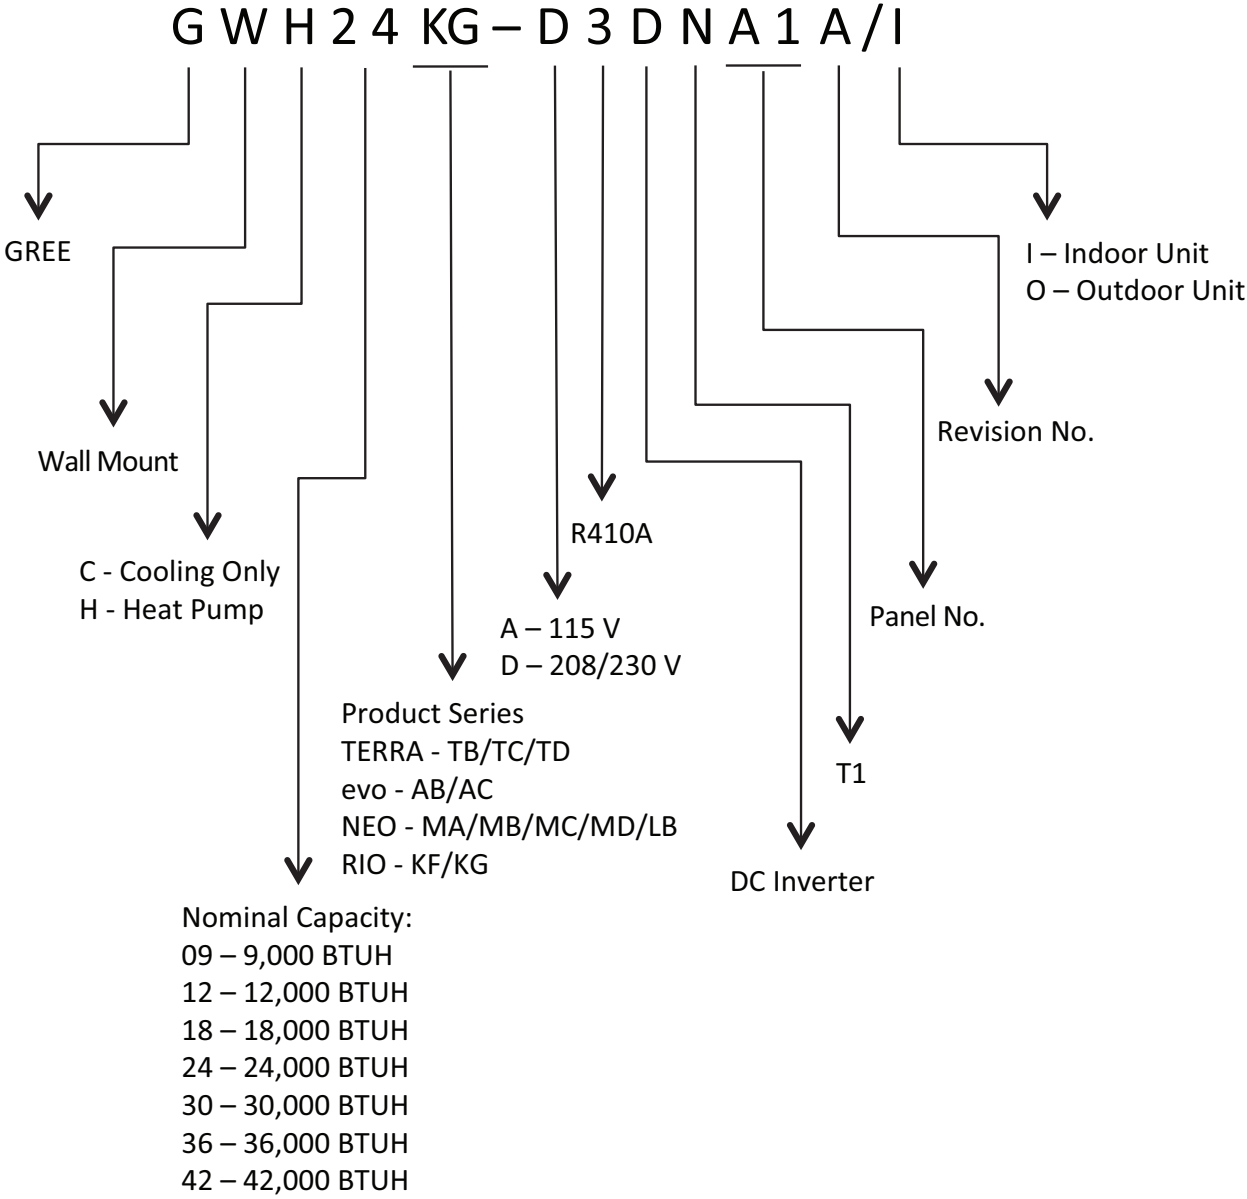 GWH24KG–D3DNA1A/I
GREE
I – Indoor Unit
O – Outdoor Unit
Wall Mount
Revision No.
C - Cooling Only
H - Heat Pump
R410A
Panel No.
A – 115 V
D – 208/230 V
Product Series
TERRA - TB/TC/TD
evo - AB/AC
NEO - MA/MB/MC/MD/LB
RIO - KF/KG
T1
DC Inverter
Nominal Capacity:
09 – 9,000 BTUH
12 – 12,000 BTUH
18 – 18,000 BTUH
24 – 24,000 BTUH
30 – 30,000 BTUH
36 – 36,000 BTUH
42 – 42,000 BTUH